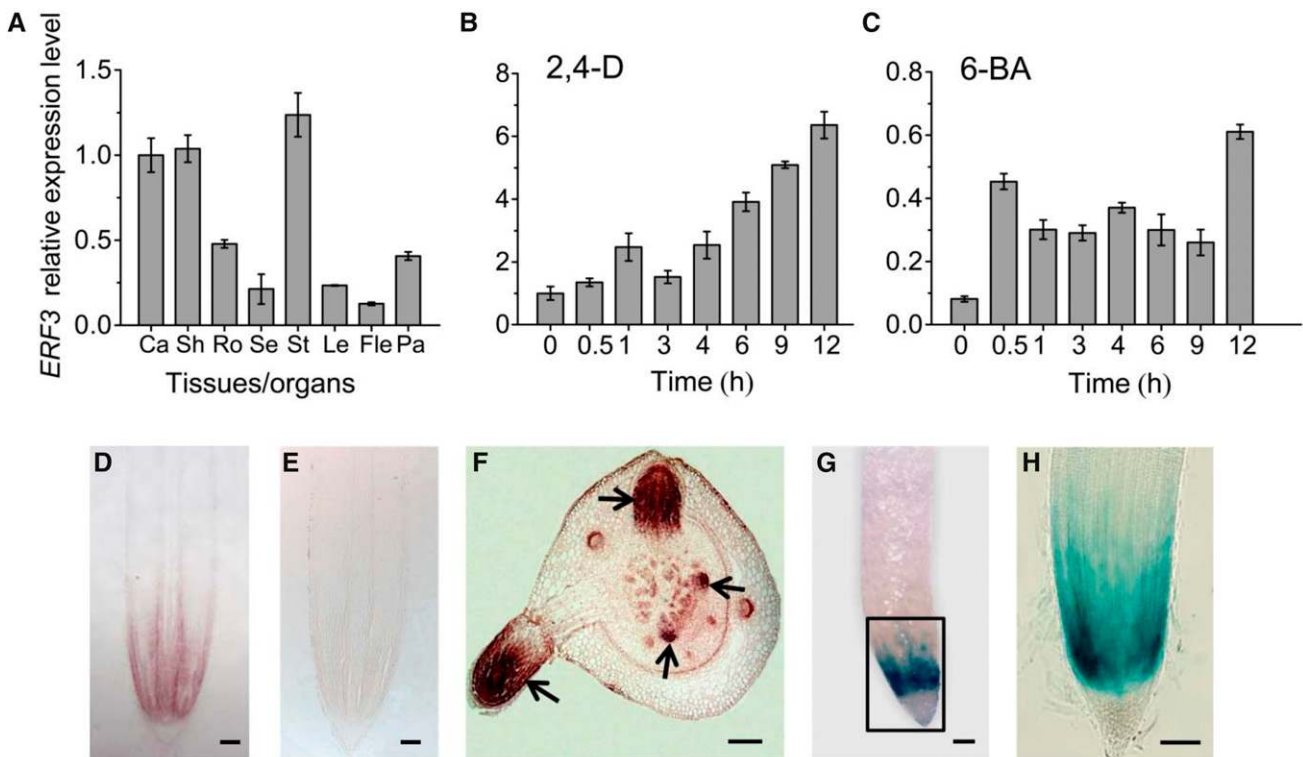 A
ERF3 relative expression level
1.5
1.0
0.5
0.0
Ca Sh Ro Se St Le Fle Pa
Tissues/organs
B
2,4-D
8
6
4
2
0
0 0.5 1 3 4 6 9 12
Time (h)
C
6-BA
0.8
0.6
0.4
0.2
0.0
0 0.5 1 3 4 6 9 12
Time (h)
D
E
F
G
H